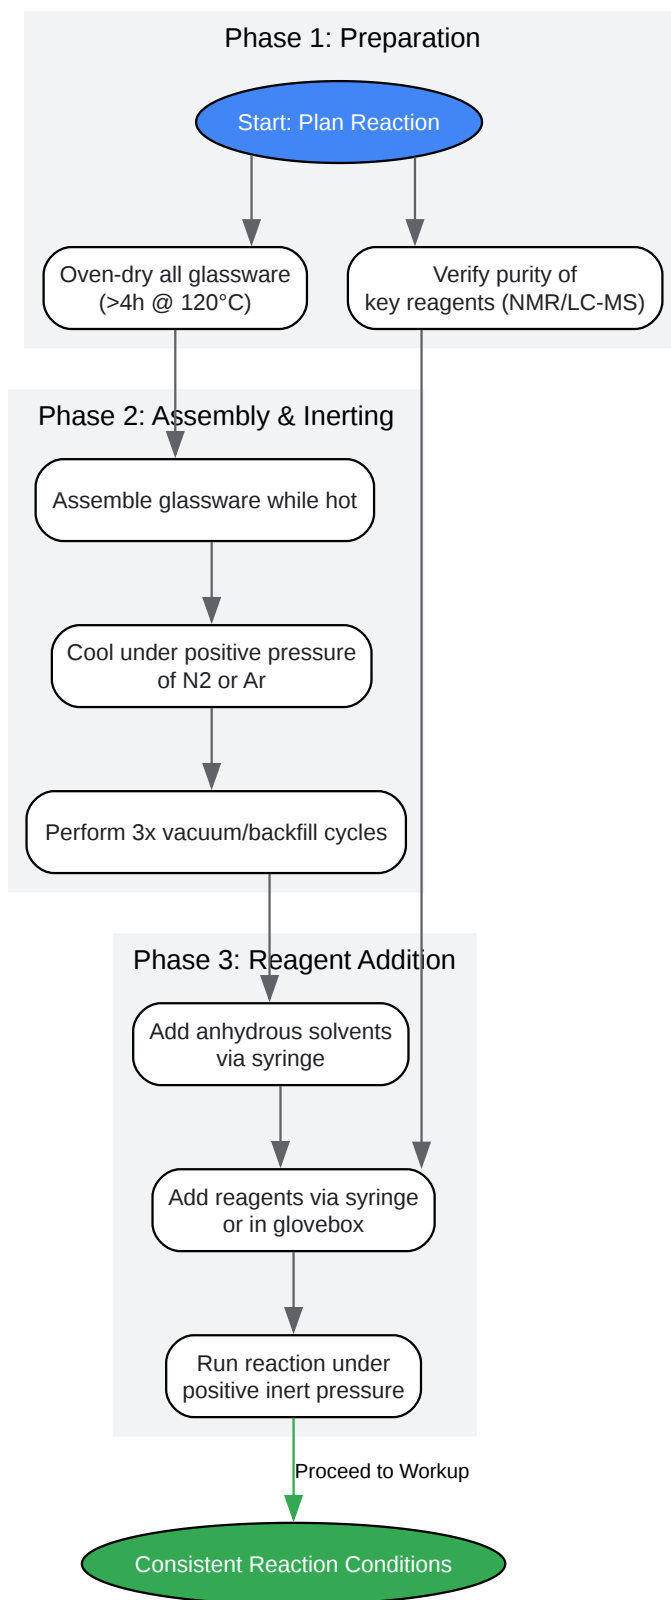 Phase 1: Preparation
Start: Plan Reaction
Oven-dry all glassware
(>4h @ 120°C)
Verify purity of
key reagents (NMR/LC-MS)
Phase 2: Assembly & Inerting
Assemble glassware while hot
Cool under positive pressure
of N2 or Ar
Perform 3x vacuum/backfill cycles
Phase 3: Reagent Addition
Add anhydrous solvents
via syringe
Add reagents via syringe
or in glovebox
Run reaction under
positive inert pressure
Proceed to Workup
Consistent Reaction Conditions